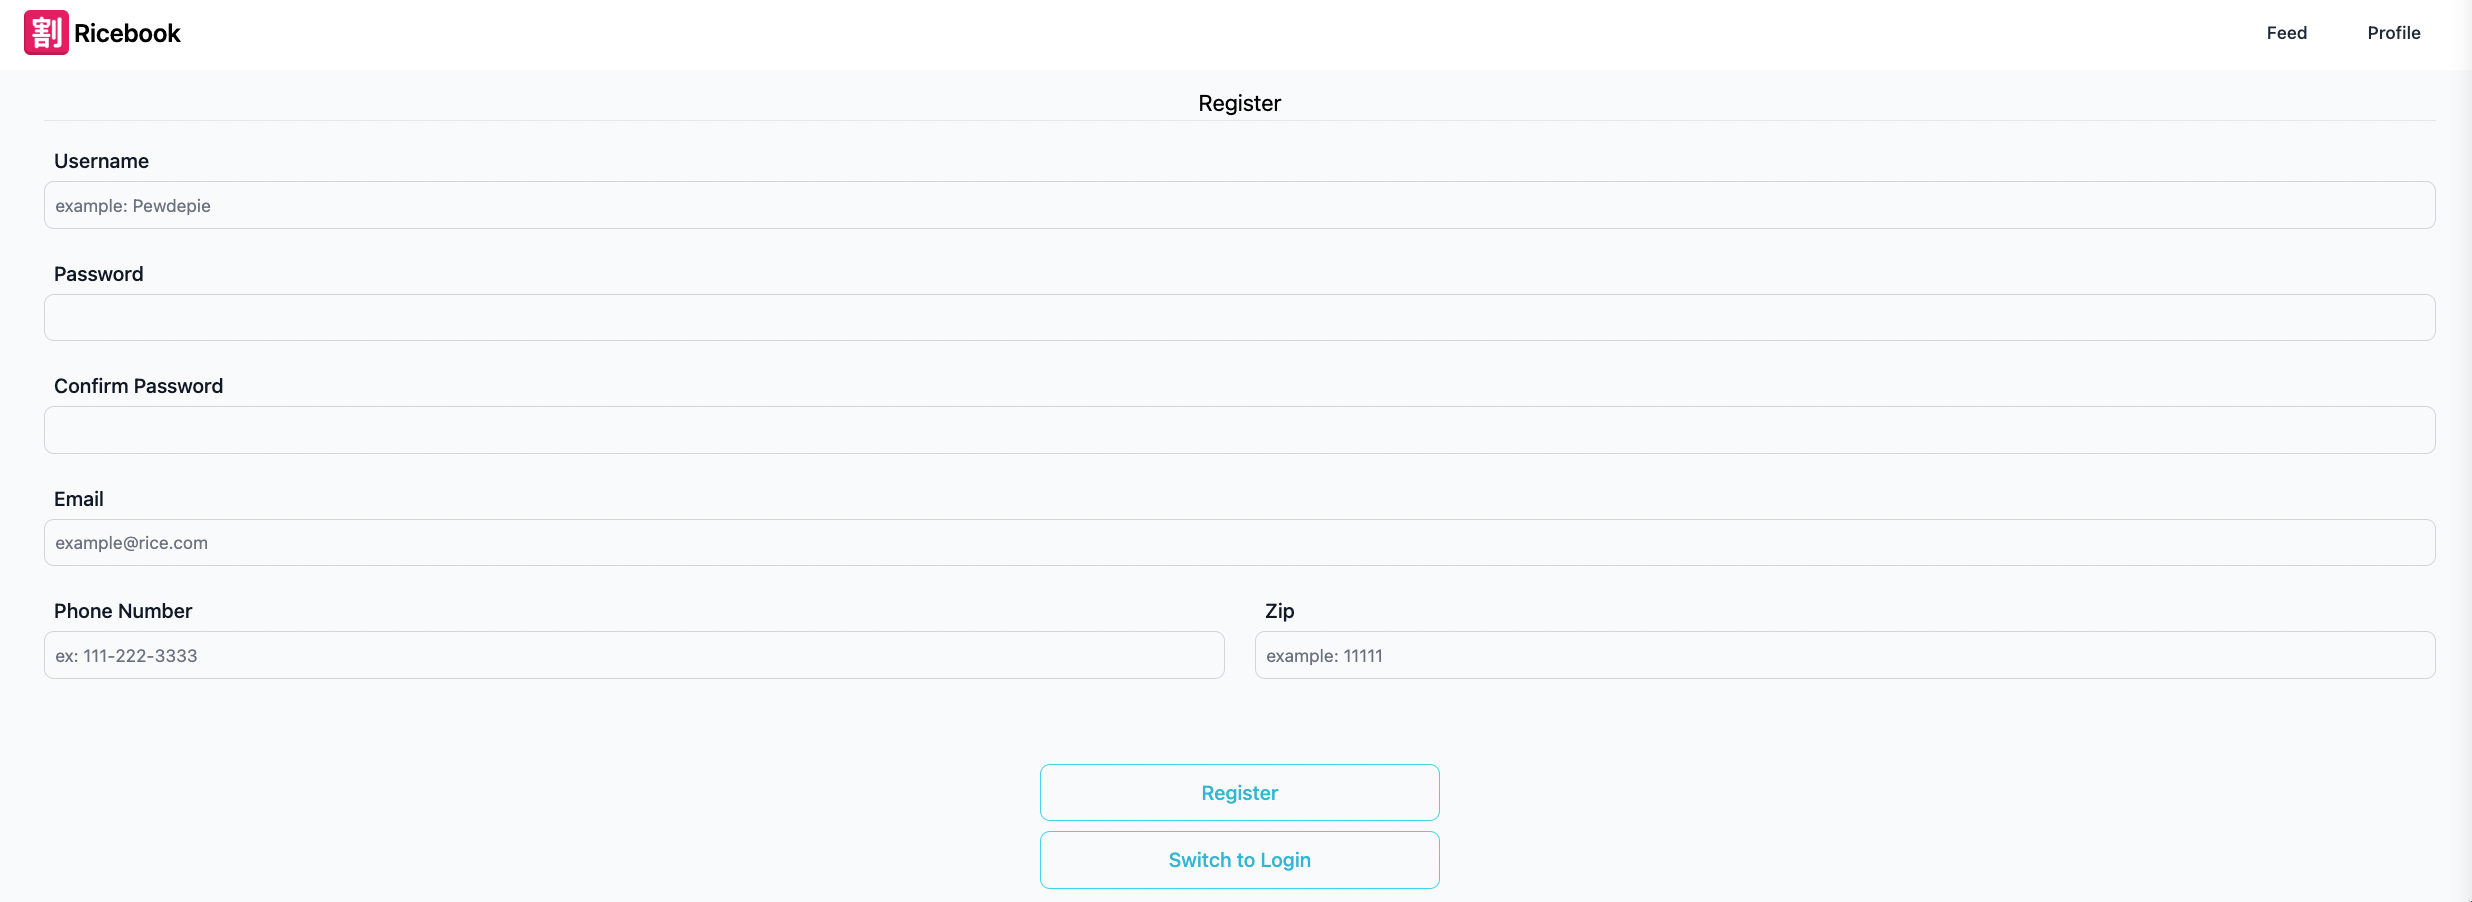 割 Ricebook
Feed Profile
Register
Username
example: Pewdepie
Password
Confirm Password
Email
example@rice.com
Phone Number Zip
ex: 111-222-3333 example: 11111
Register
Switch to Login